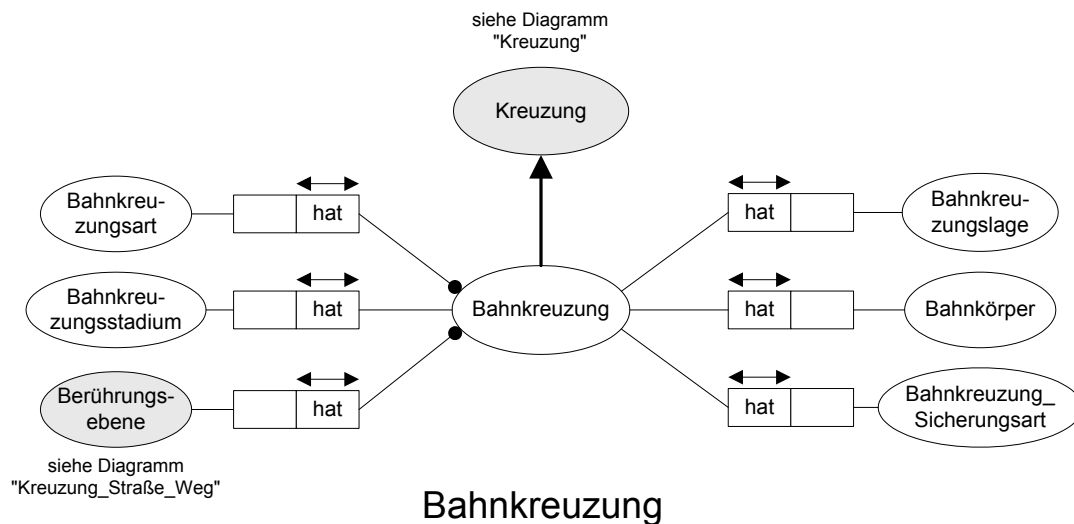 siehe Diagramm
"Kreuzung"
Kreuzung
Bahnkreu-
zungsart
hat
hat
Bahnkreu-
zungslage
Bahnkreu-
zungsstadium
hat
Bahnkreuzung
hat
Bahnkörper
Berührungs-
ebene
hat
hat
Bahnkreuzung_
Sicherungsart
siehe Diagramm
"Kreuzung_Straße_Weg"
Bahnkreuzung